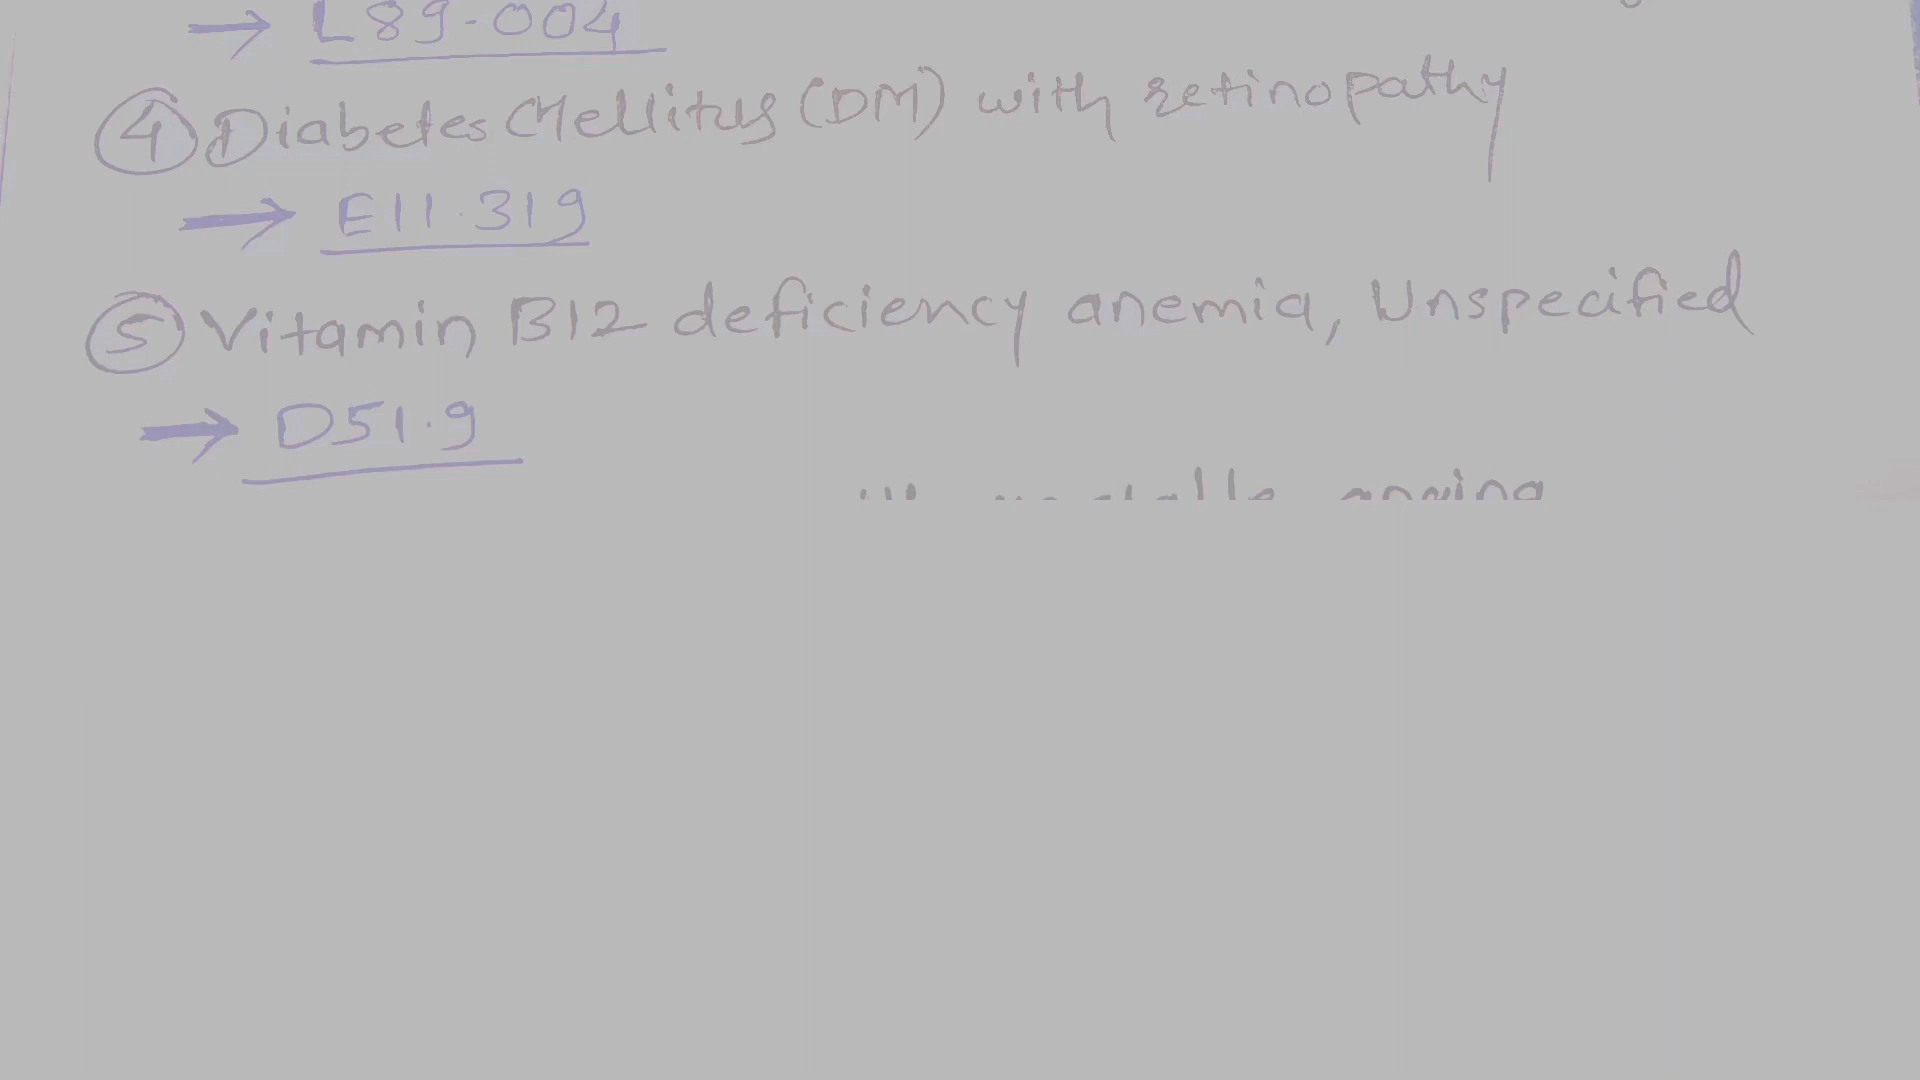 → L89-004
④ Diabetes Mellitus (DM) with retinopathy
→ E11.319
⑤ Vitamin B12 deficiency anemia, Unspecified
→ D51.9